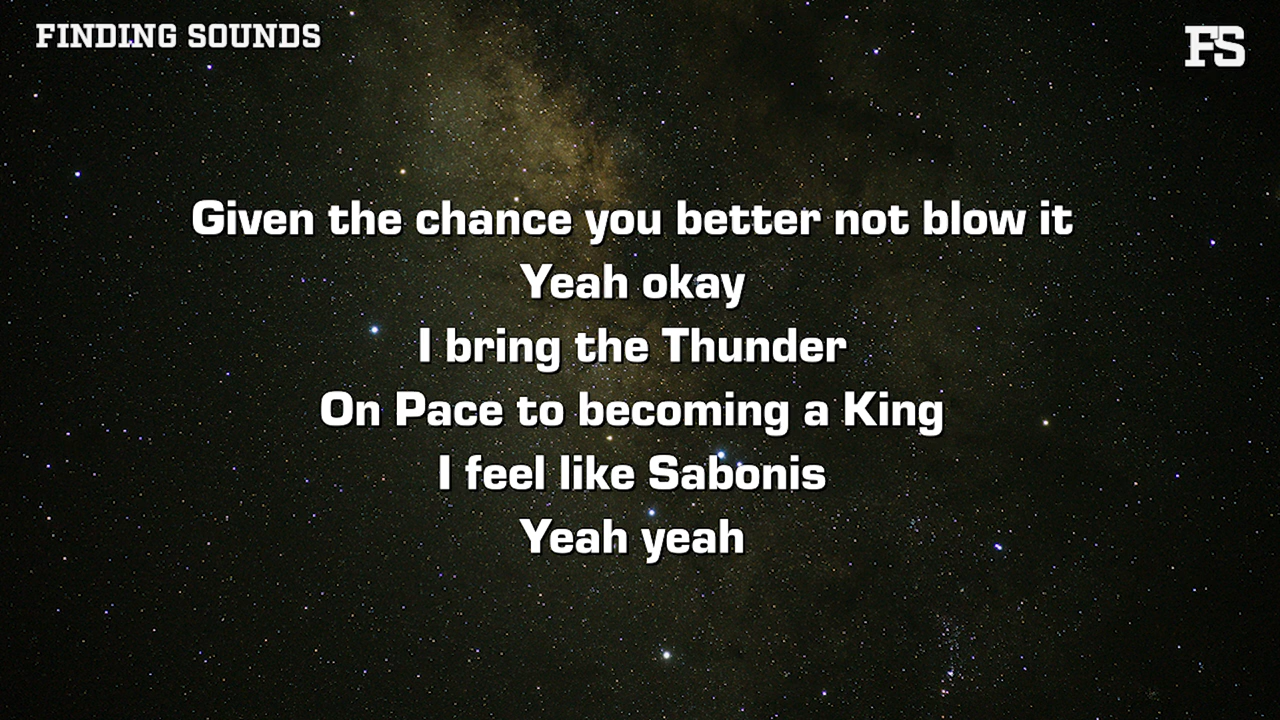 FINDING SOUNDS
FS
Given the chance you better not blow it
Yeah okay
I bring the Thunder
On Pace to becoming a King
I feel like Sabonis
Yeah yeah